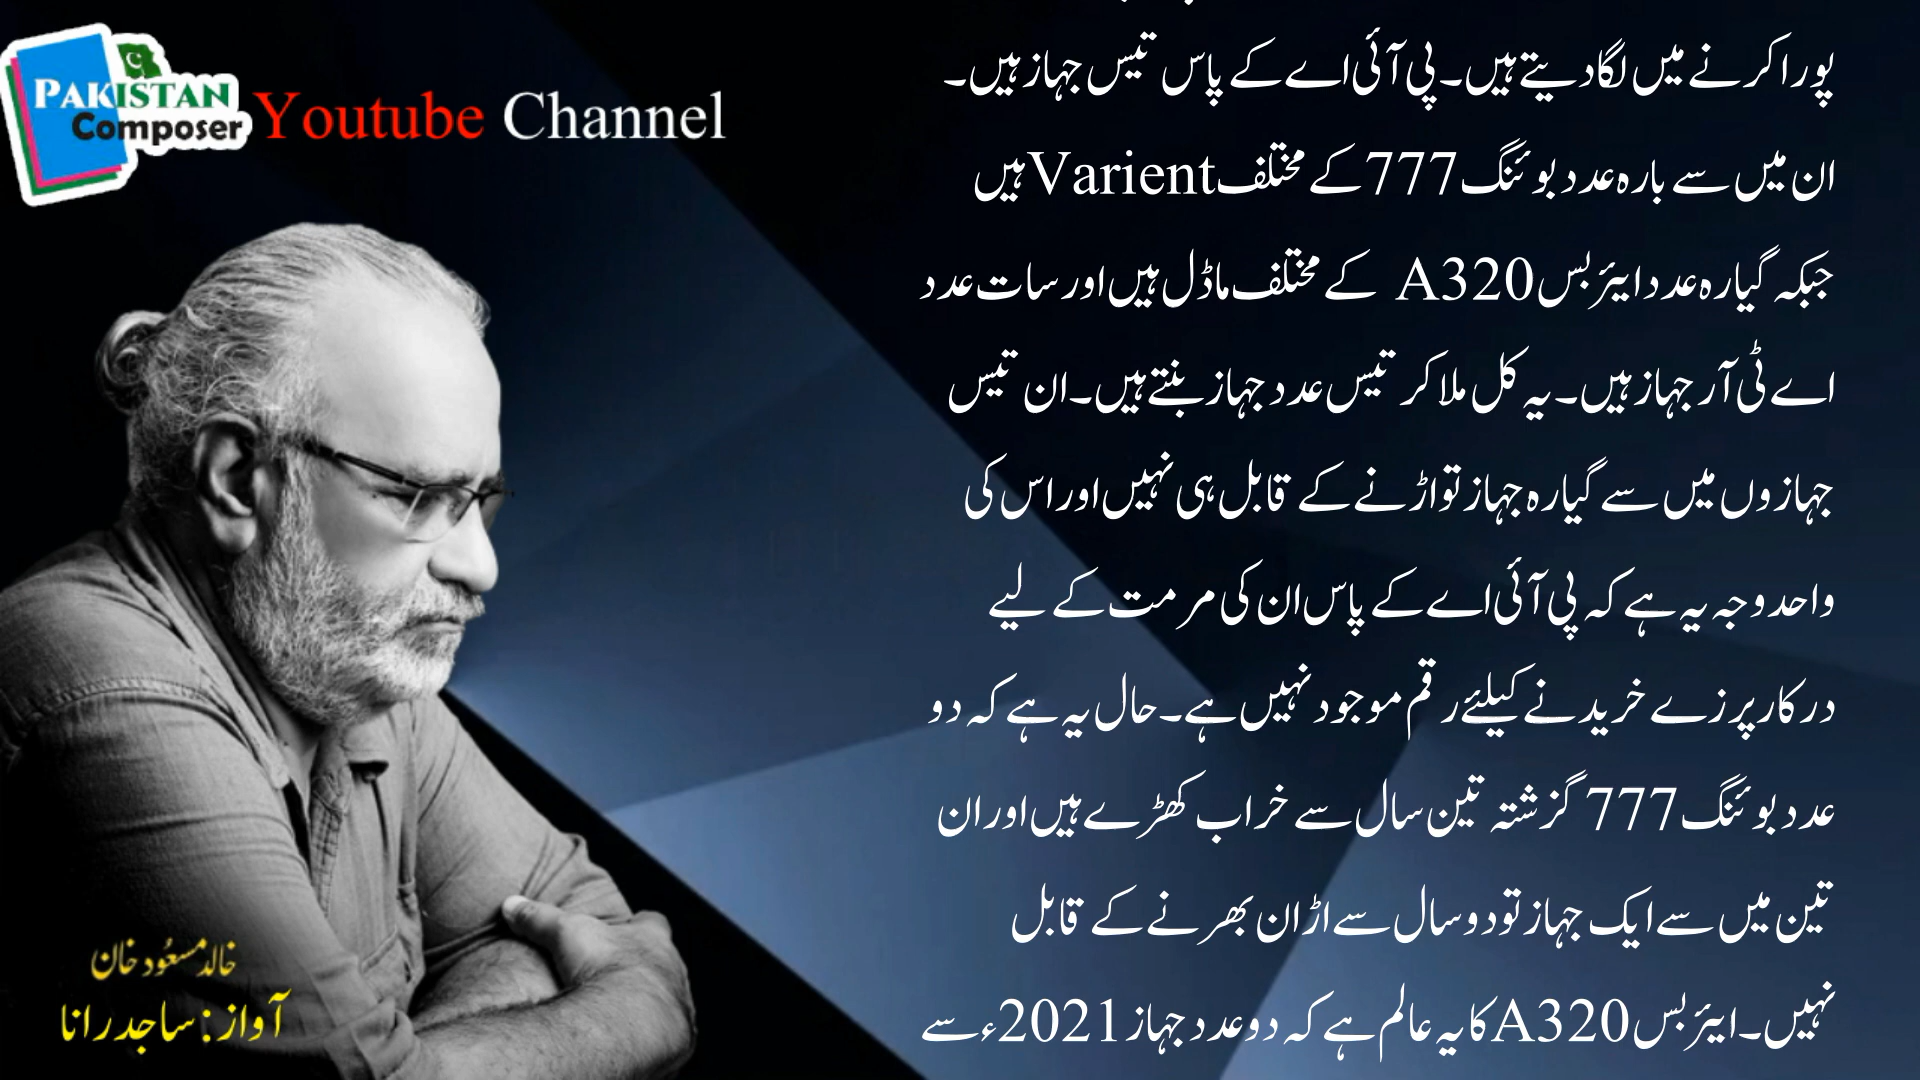 PAKISTAN
Composer
Youtube Channel
پورا کرنے میں لگا دیتے ہیں۔ پی آئی اے کے پاس تیس جہاز ہیں۔
ان میں سے بارہ عدد بوئنگ 777 کے مختلف Varient ہیں
جبکہ گیارہ عدد ایئر بس A320 کے مختلف ماڈل ہیں اور سات عدد
اے ٹی آر جہاز ہیں۔ یہ کل ملا کر تیس عدد جہاز بنتے ہیں۔ ان تیس
جہازوں میں سے گیارہ جہاز تو اڑنے کے قابل ہی نہیں اور اس کی
واحد وجہ یہ ہے کہ پی آئی اے کے پاس ان کی مرمت کے لیے
درکار پرزے خریدنے کیلئے رقم موجود نہیں ہے۔ حال یہ ہے کہ دو
عدد بوئنگ 777 گزشتہ تین سال سے خراب کھڑے ہیں اور ان
تین میں سے ایک جہاز تو دو سال سے اڑان بھرنے کے قابل
نہیں۔ ایئر بس A320 کا یہ عالم ہے کہ دو عدد جہاز 2021ء سے
خالد مسعُود خان
آواز: ساجد رانا